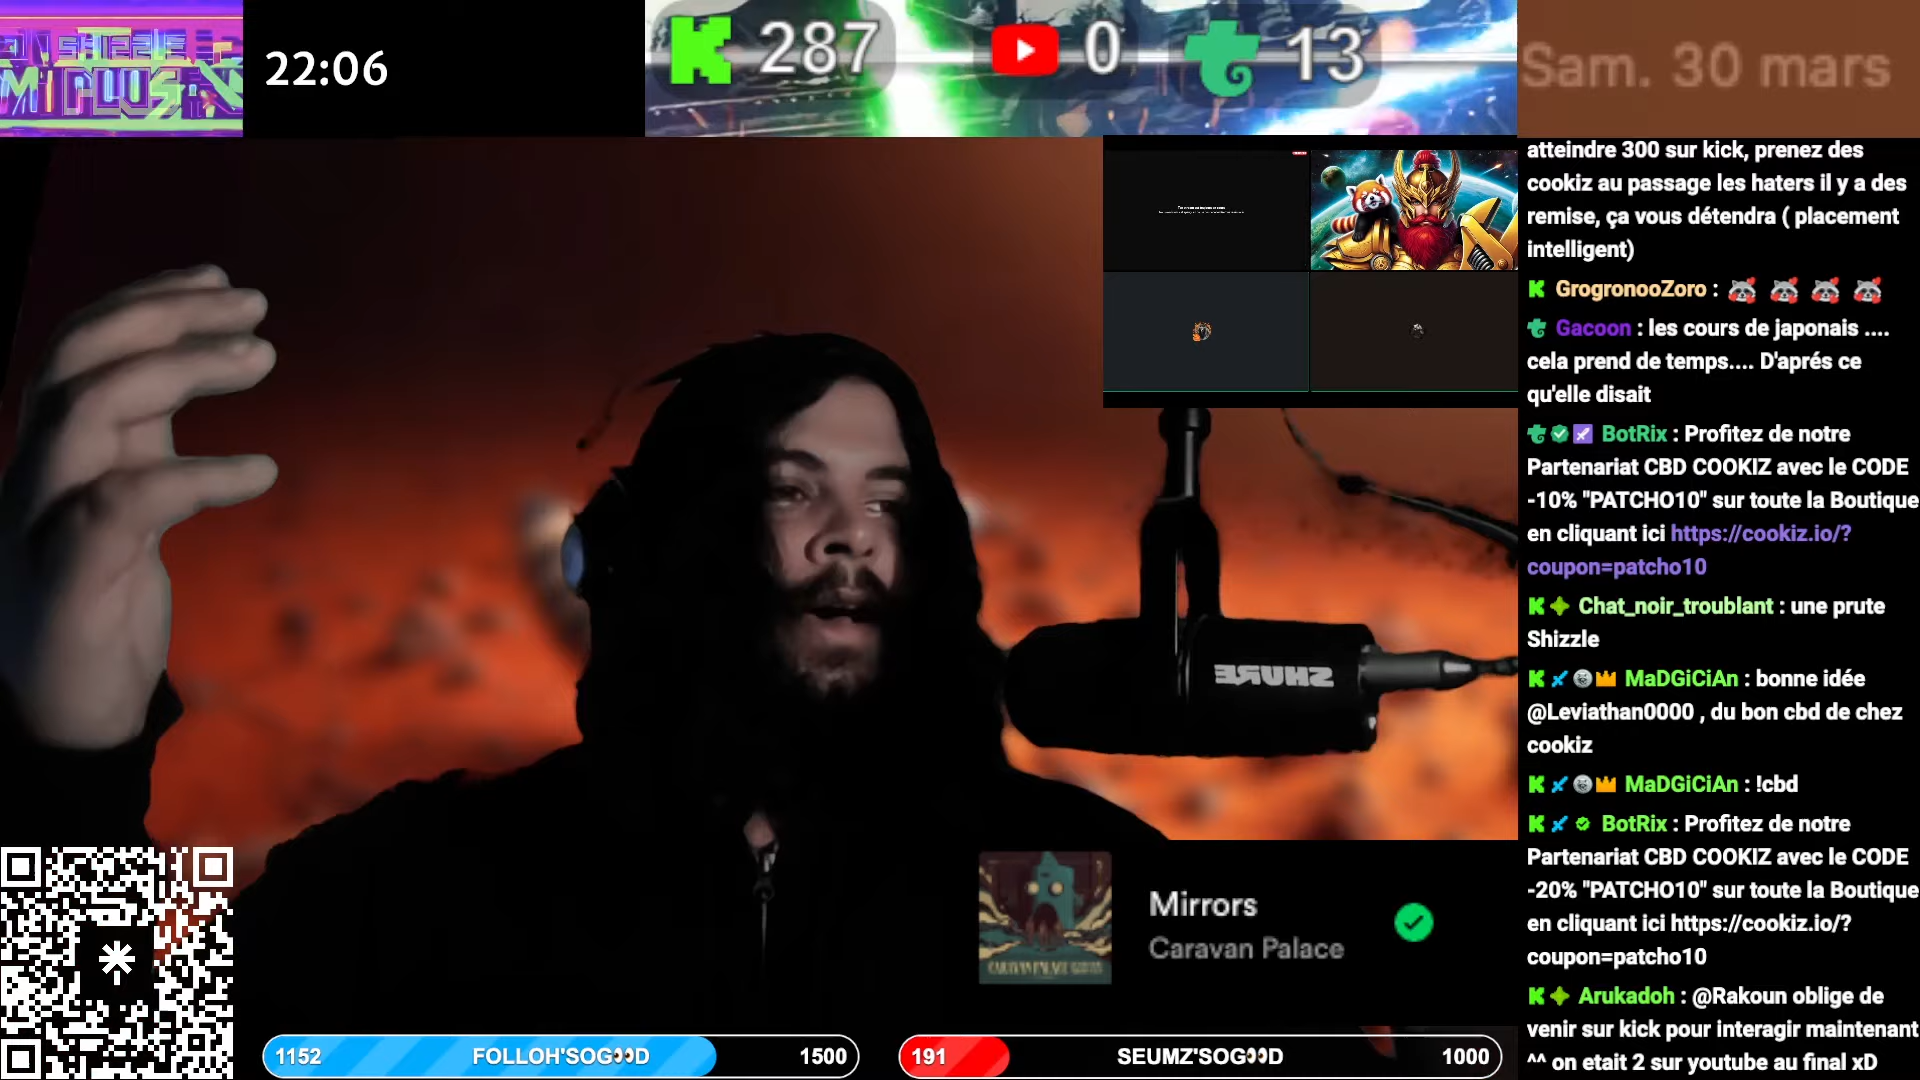 SHIZZLE
22:06
287
0
13
Sam. 30 mars
atteindre 300 sur kick, prenez des
cookiz au passage les haters il y a des
remise, ça vous détendra ( placement
intelligent)
GrogronooZoro :
Gacoon : les cours de japonais ....
cela prend de temps.... D'aprés ce
qu'elle disait
BotRix : Profitez de notre
Partenariat CBD COOKIZ avec le CODE
-10% "PATCHO10" sur toute la Boutique
en cliquant ici https://cookiz.io/?
coupon=patcho10
Chat_noir_troublant : une prute
Shizzle
MaDGiCiAn : bonne idée
@Leviathan0000 , du bon cbd de chez
cookiz
MaDGiCiAn : !cbd
BotRix : Profitez de notre
Partenariat CBD COOKIZ avec le CODE
-20% "PATCHO10" sur toute la Boutique
en cliquant ici https://cookiz.io/?
coupon=patcho10
Arukadoh : @Rakoun oblige de
venir sur kick pour interagir maintenant
^^ on etait 2 sur youtube au final xD
SHURE
CARAVAN PALACE
Mirrors
Caravan Palace
1152 FOLLOH'SOG👀D 1500
191 SEUMZ'SOG👀D 1000